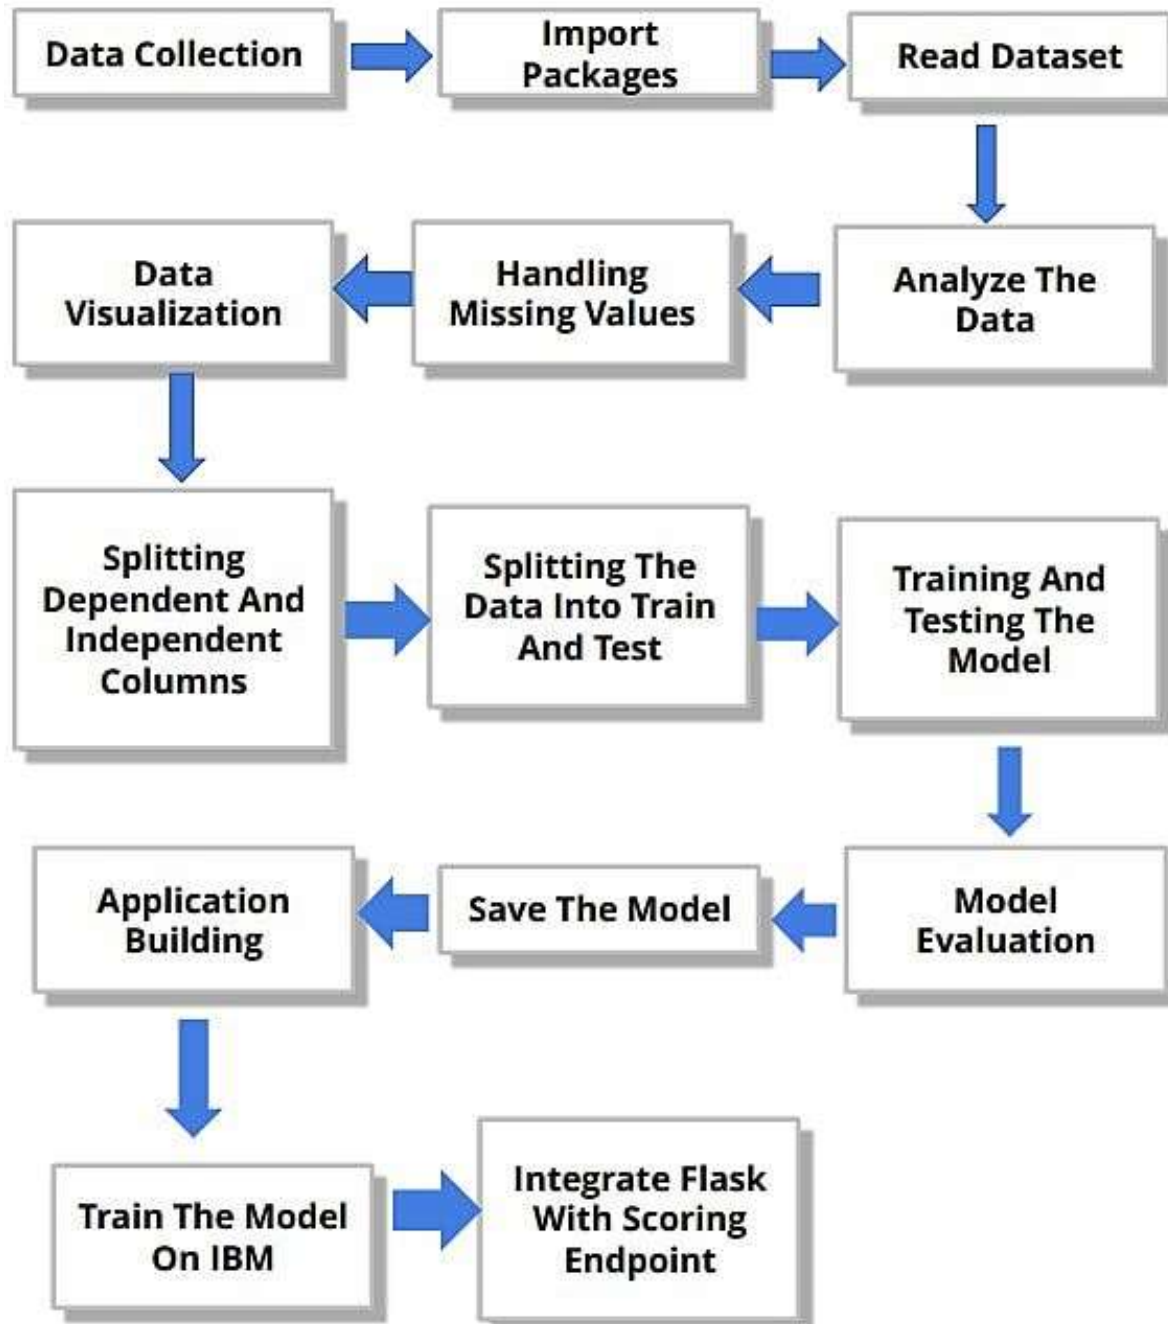 Data Collection
Import
Packages
Read Dataset
Analyze The
Data
Handling
Missing Values
Data
Visualization
Splitting
Dependent And
Independent
Columns
Splitting The
Data Into Train
And Test
Training And
Testing The
Model
Model
Evaluation
Save The Model
Application
Building
Train The Model
On IBM
Integrate Flask
With Scoring
Endpoint